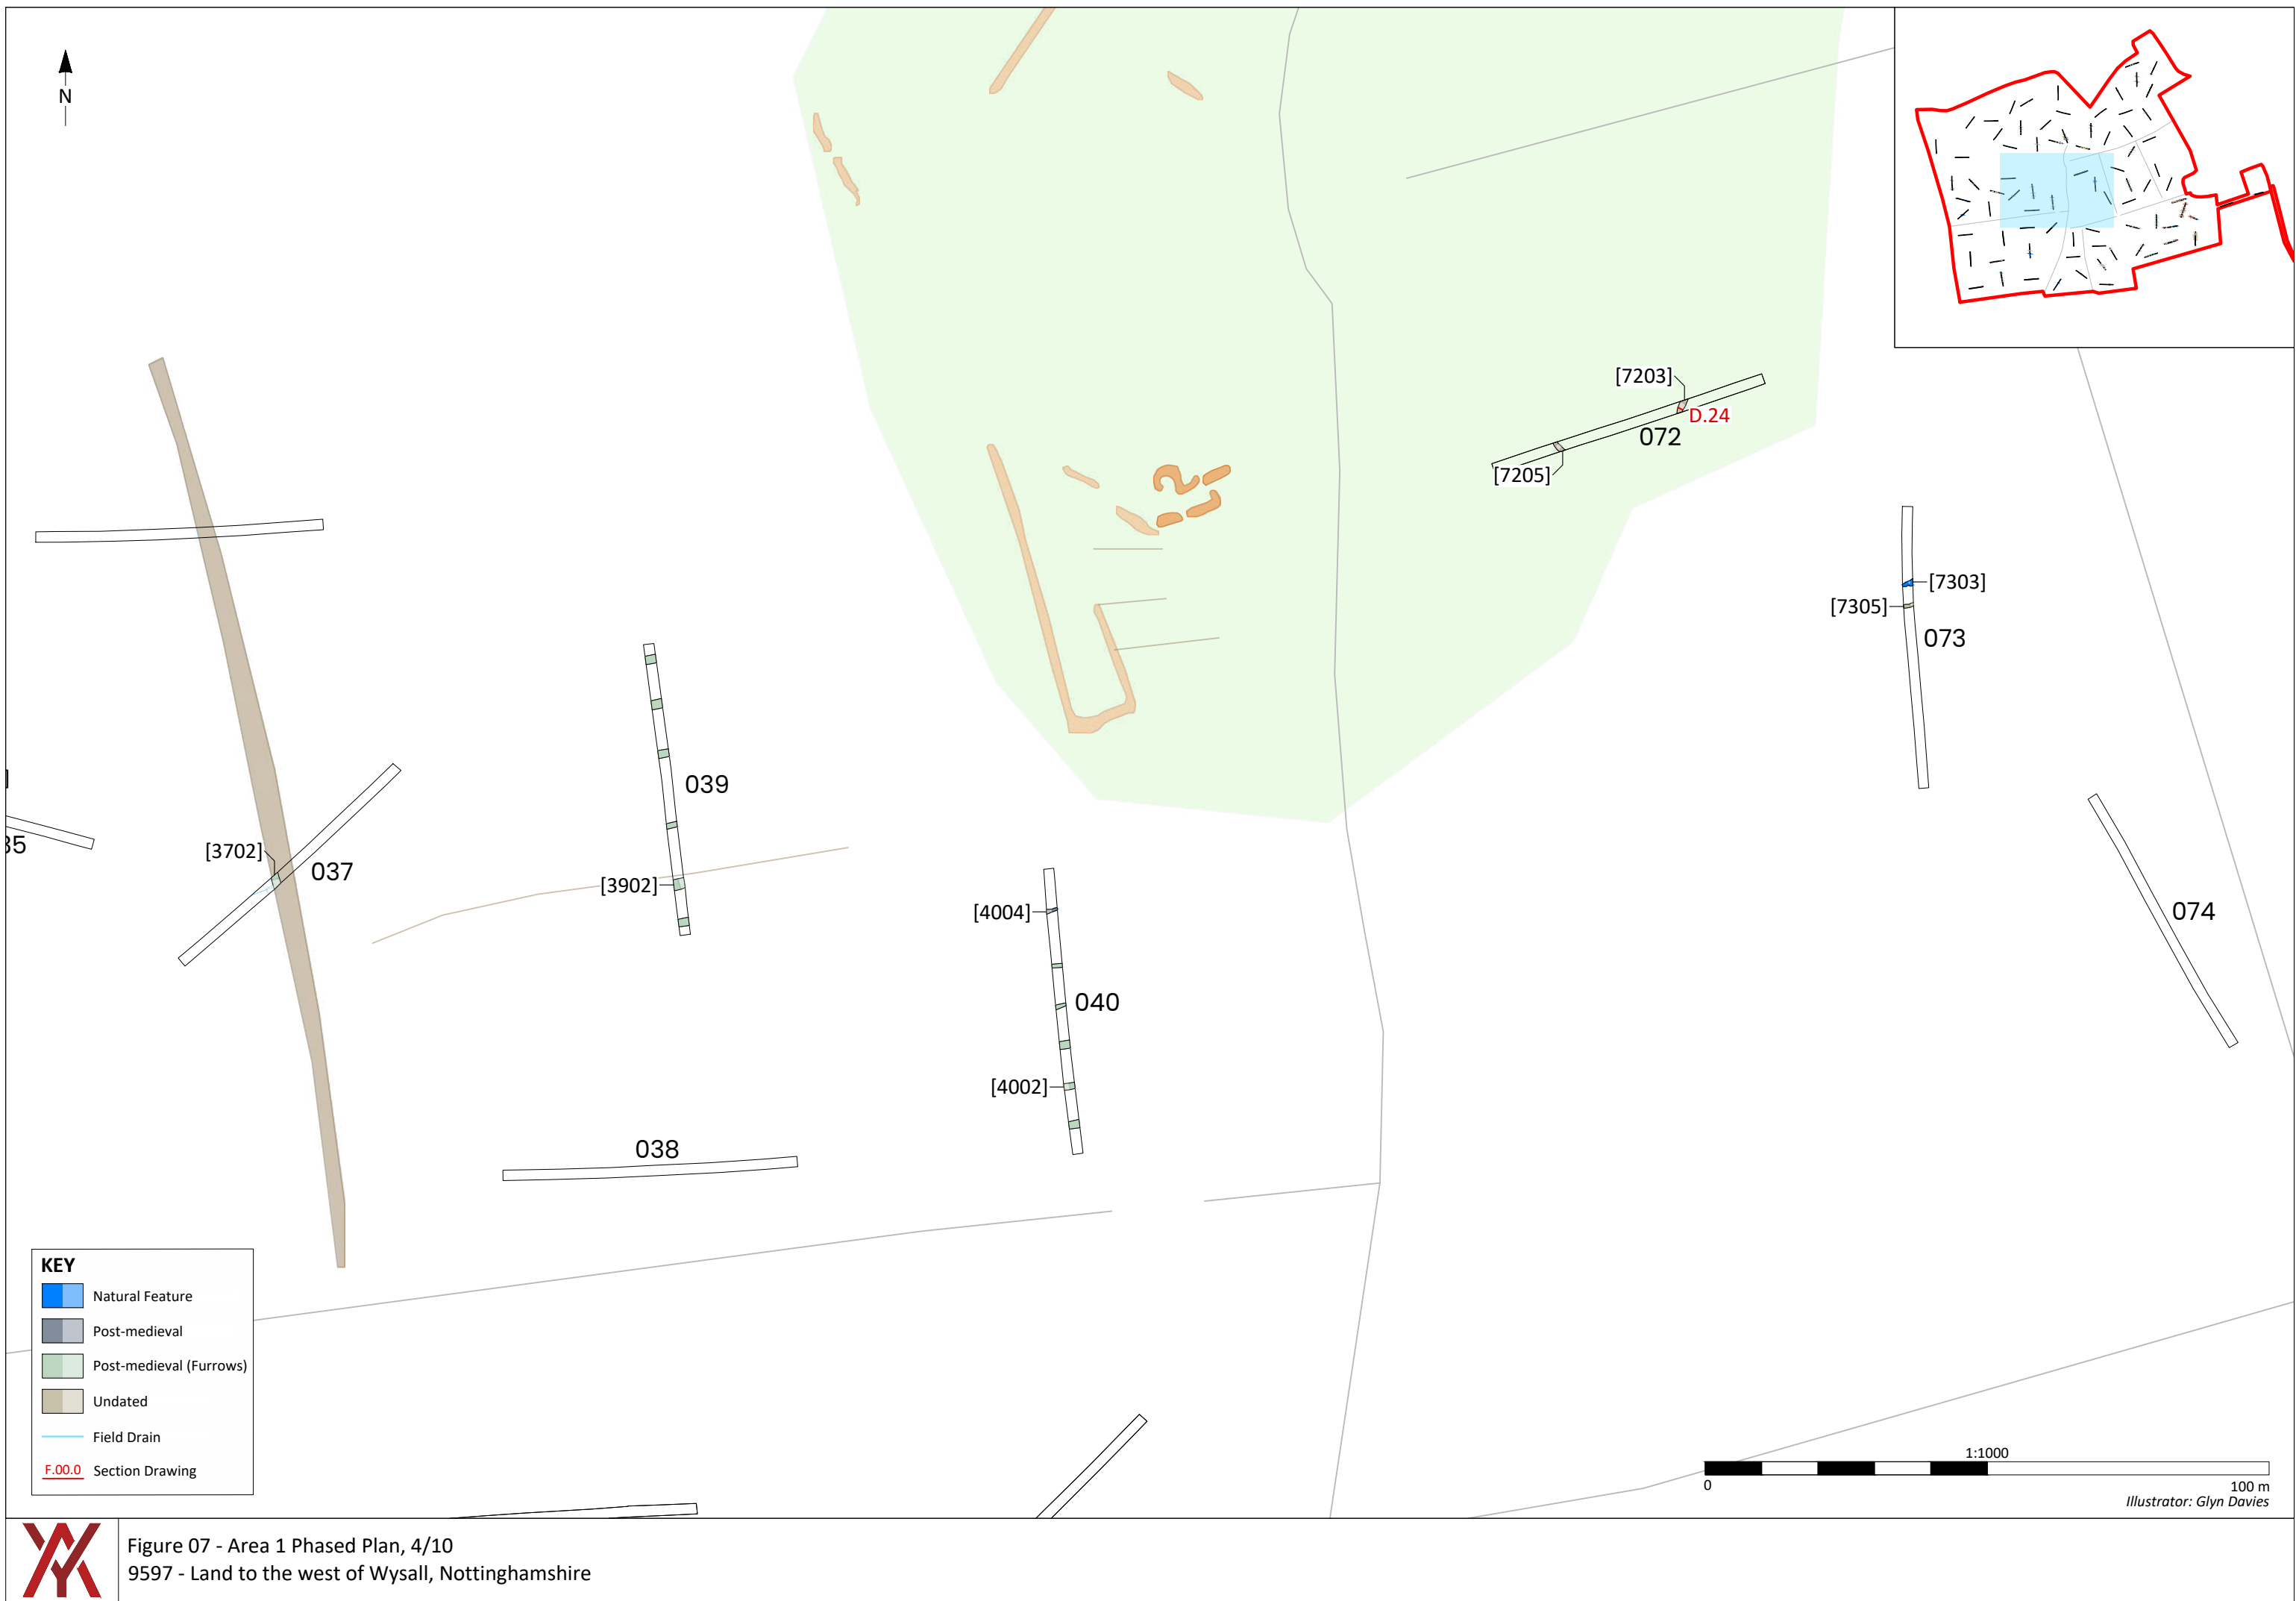 N
[7203]
D.24
072
[7205]
[7303]
[7305]
073
039
[3702]
037
35
[3902]
[4004]
074
040
[4002]
038
KEY
Natural Feature
Post-medieval
Post-medieval (Furrows)
Undated
Field Drain
F.00.0 Section Drawing
1:1000
0 100 m
Illustrator: Glyn Davies
Figure 07 - Area 1 Phased Plan, 4/10
9597 - Land to the west of Wysall, Nottinghamshire